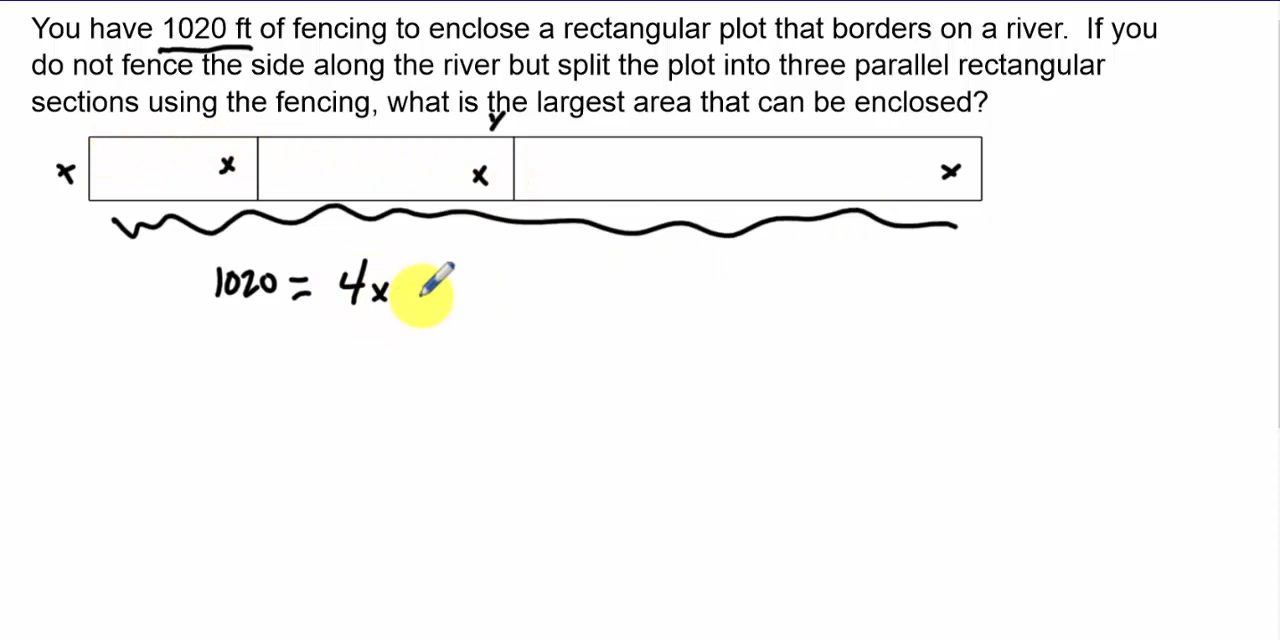 You have 1020 ft of fencing to enclose a rectangular plot that borders on a river. If you
do not fence the side along the river but split the plot into three parallel rectangular
sections using the fencing, what is the largest area that can be enclosed?
y
x x x x
1020 = 4x